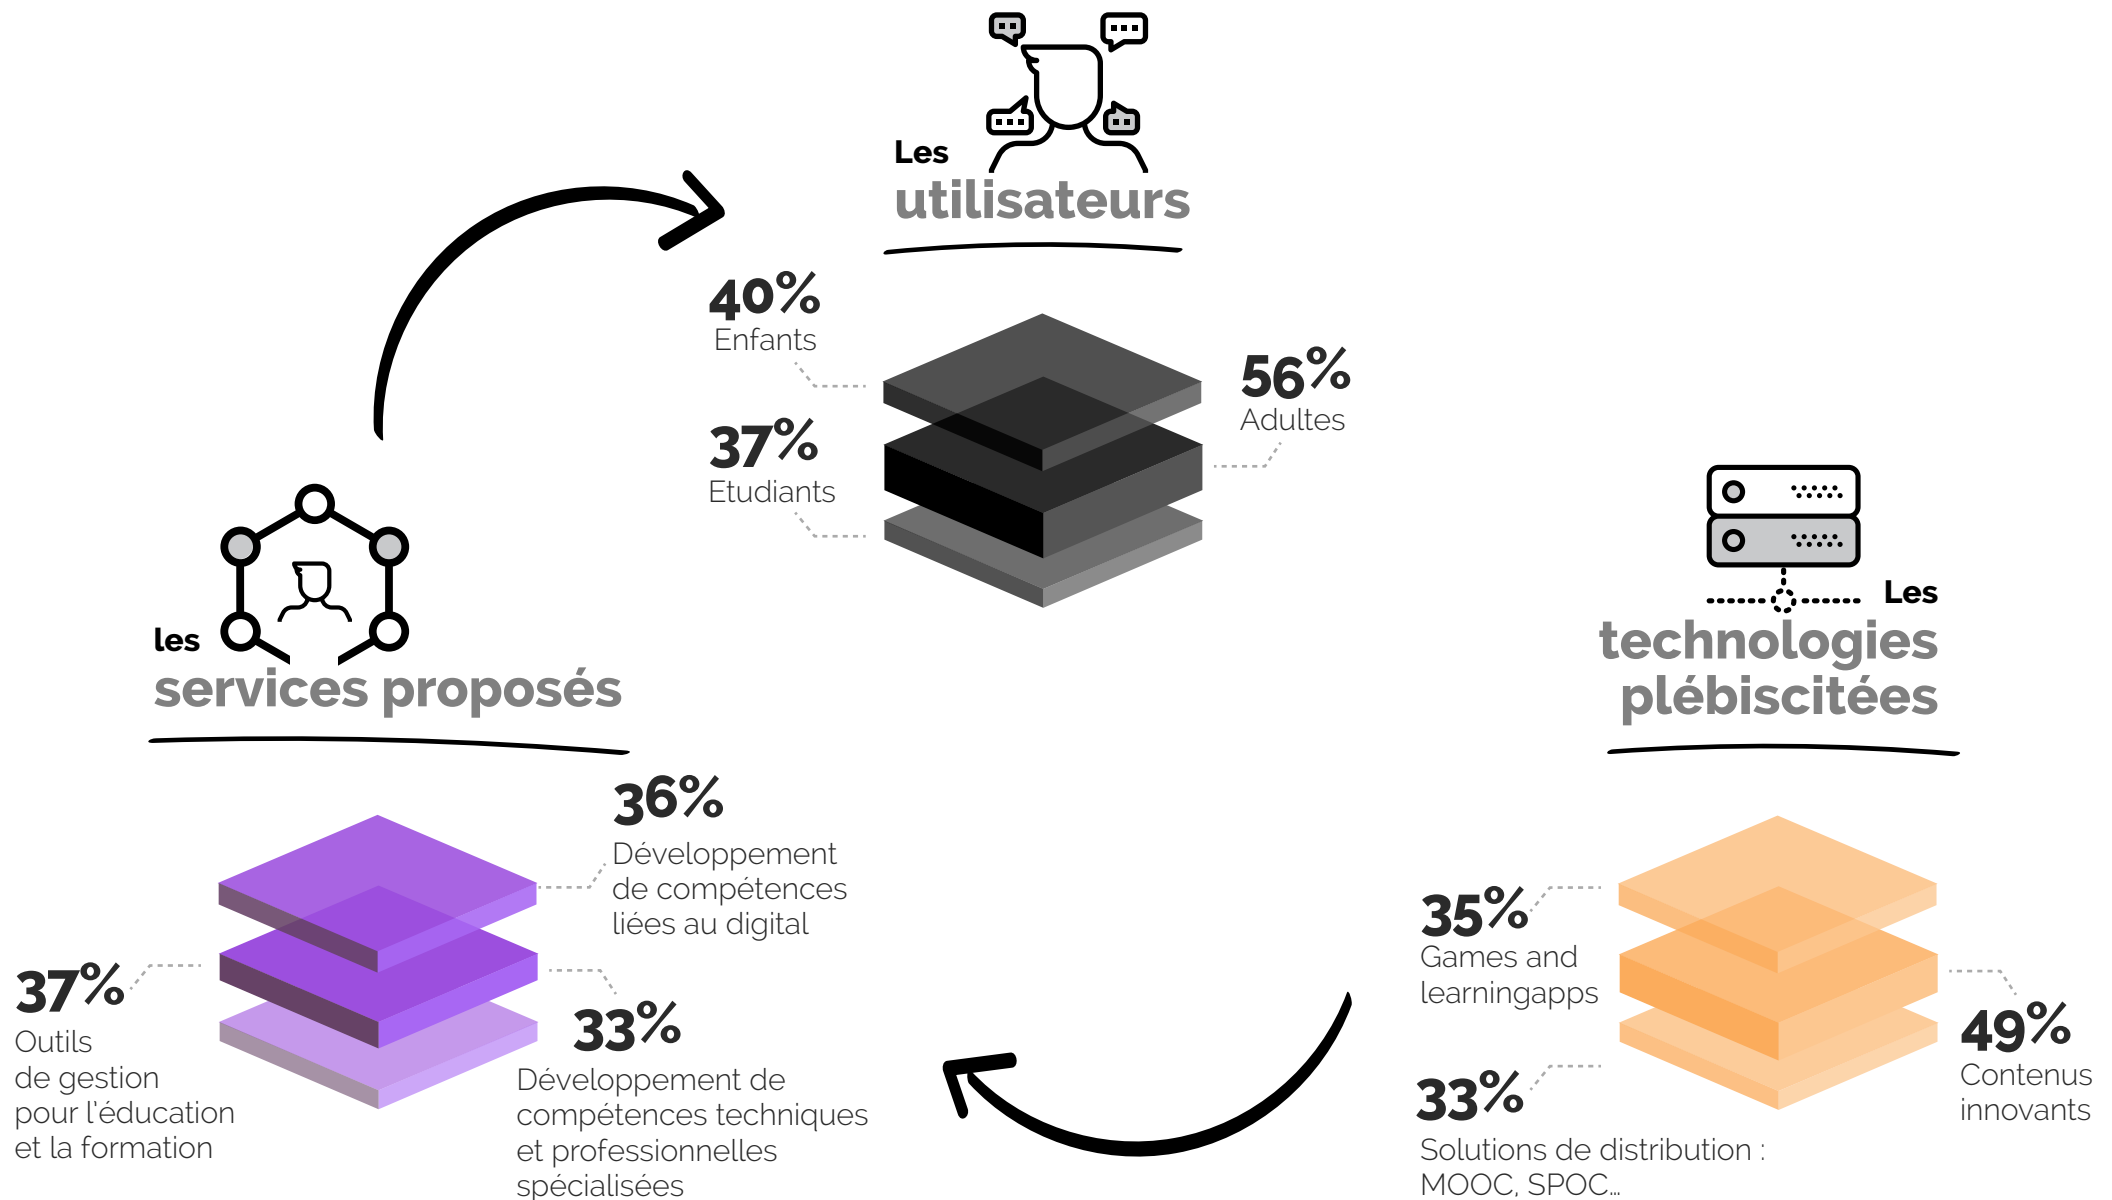 Les
utilisateurs
40%
Enfants
56%
Adultes
37%
Etudiants
les
services proposés
36%
Développement
de compétences
liées au digital
37%
Outils
de gestion
pour l'éducation
et la formation
33%
Développement de
compétences techniques
et professionnelles
spécialisées
Les
technologies
plébiscitées
35%
Games and
learningapps
49%
Contenus
innovants
33%
Solutions de distribution :
MOOC, SPOC...